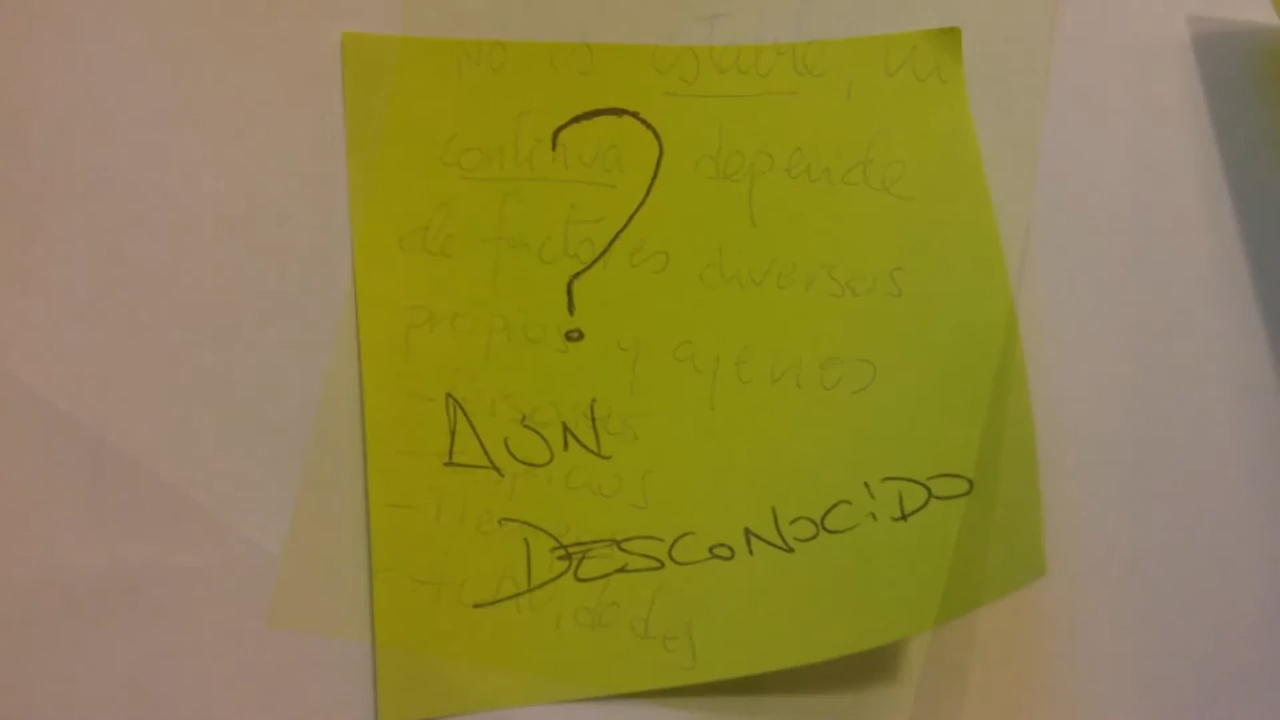 NO es estable, ni
continua depende
de factores diversos
propios y ajenos
?
AUN
DESCONOCIDO